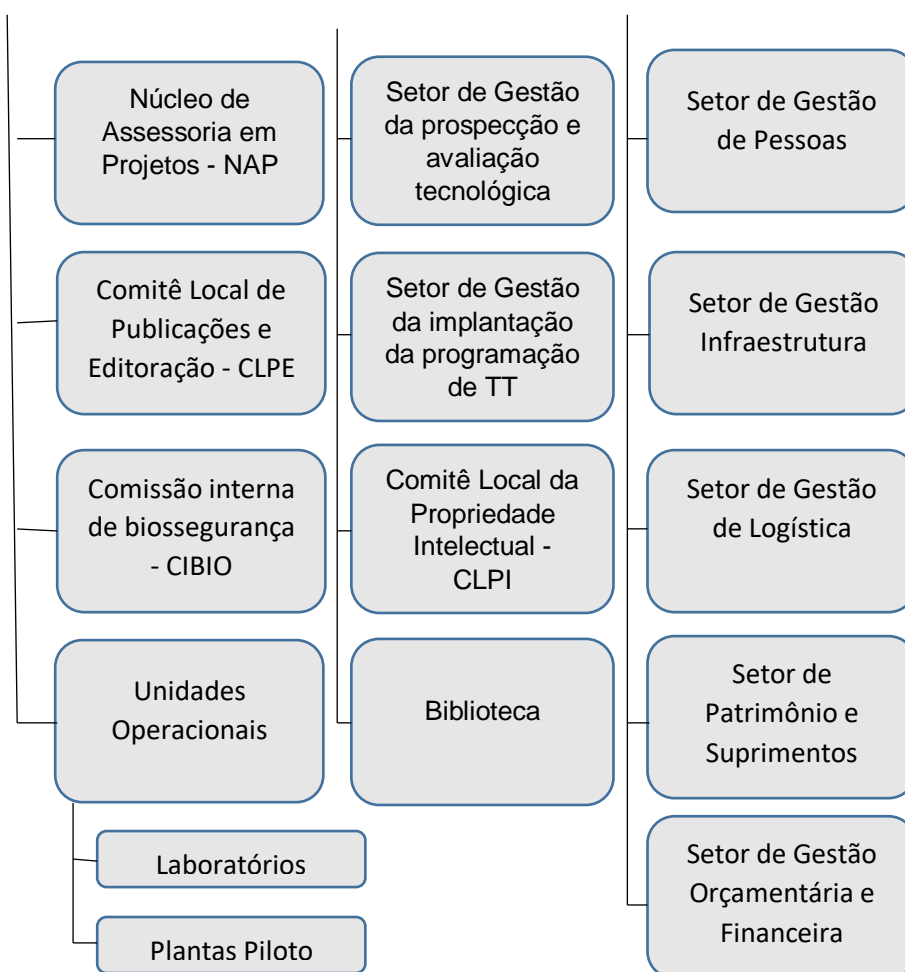 Núcleo de
Assessoria em
Projetos - NAP
Comitê Local de
Publicações e
Editoração - CLPE
Comissão interna
de biossegurança
- CIBIO
Unidades
Operacionais
Laboratórios
Plantas Piloto
Setor de Gestão
da prospecção e
avaliação
tecnológica
Setor de Gestão
da implantação
da programação
de TT
Comitê Local da
Propriedade
Intelectual -
CLPI
Biblioteca
Setor de Gestão
de Pessoas
Setor de Gestão
Infraestrutura
Setor de Gestão
de Logística
Setor de
Patrimônio e
Suprimentos
Setor de Gestão
Orçamentária e
Financeira